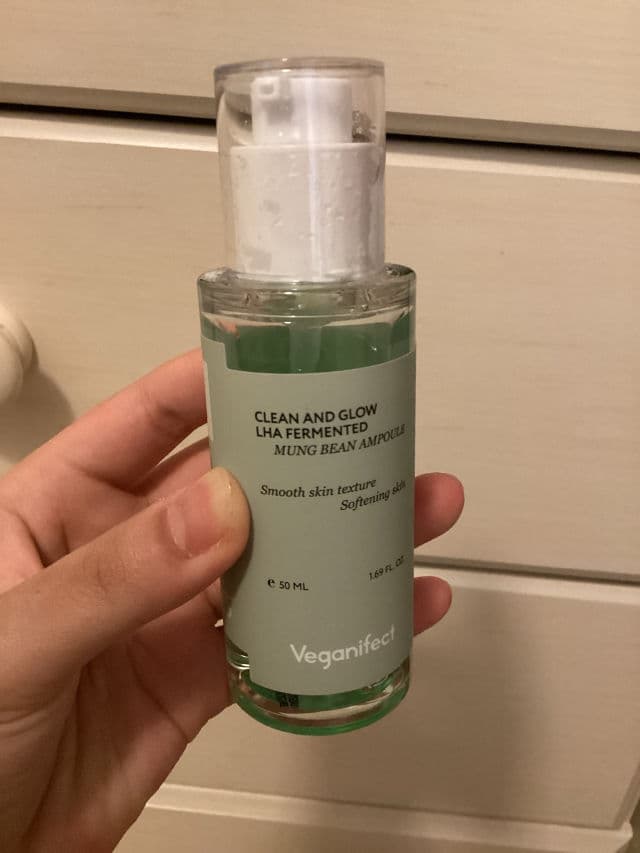 CLEAN AND GLOW
LHA FERMENTED
MUNG BEAN AMPOULE
Smooth skin texture
Softening skin
e 50 ML
1.69 FL. OZ.
Veganifect